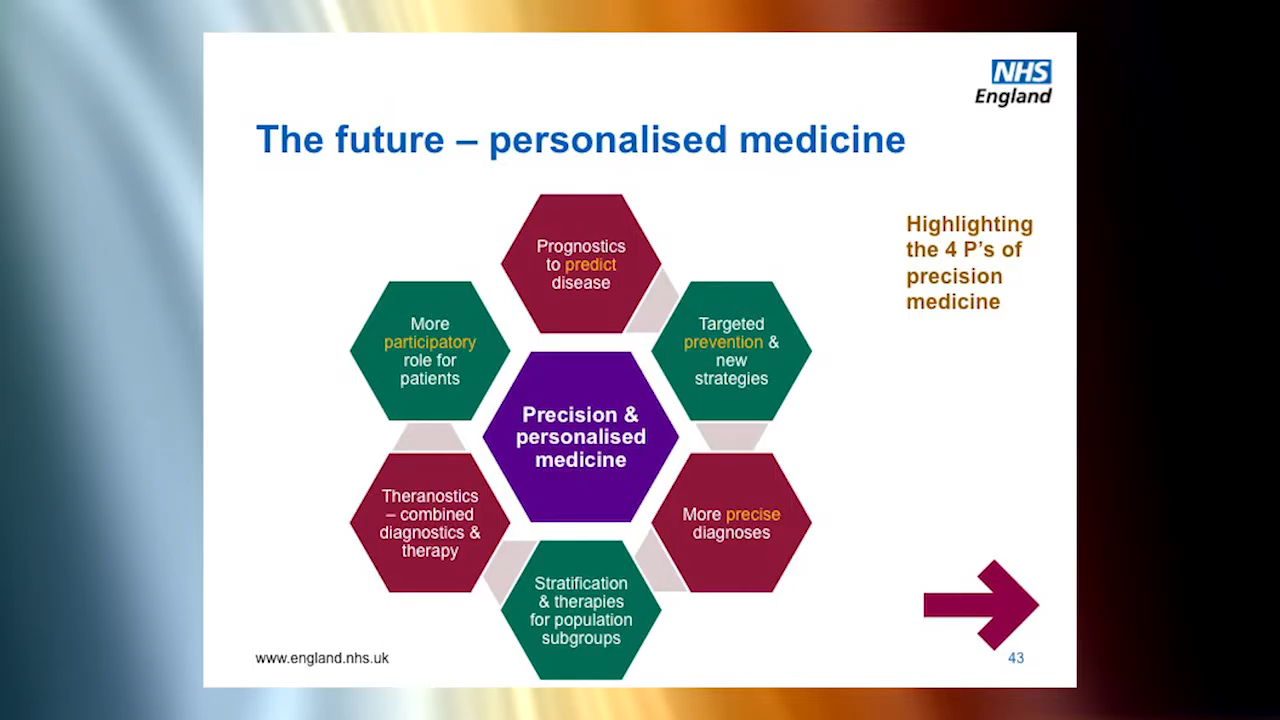 NHS
England
The future – personalised medicine
Highlighting
the 4 P’s of
precision
medicine
Prognostics
to predict
disease
Targeted
prevention &
new
strategies
More precise
diagnoses
Stratification
& therapies
for population
subgroups
Theranostics
– combined
diagnostics &
therapy
More
participatory
role for
patients
Precision &
personalised
medicine
www.england.nhs.uk
43